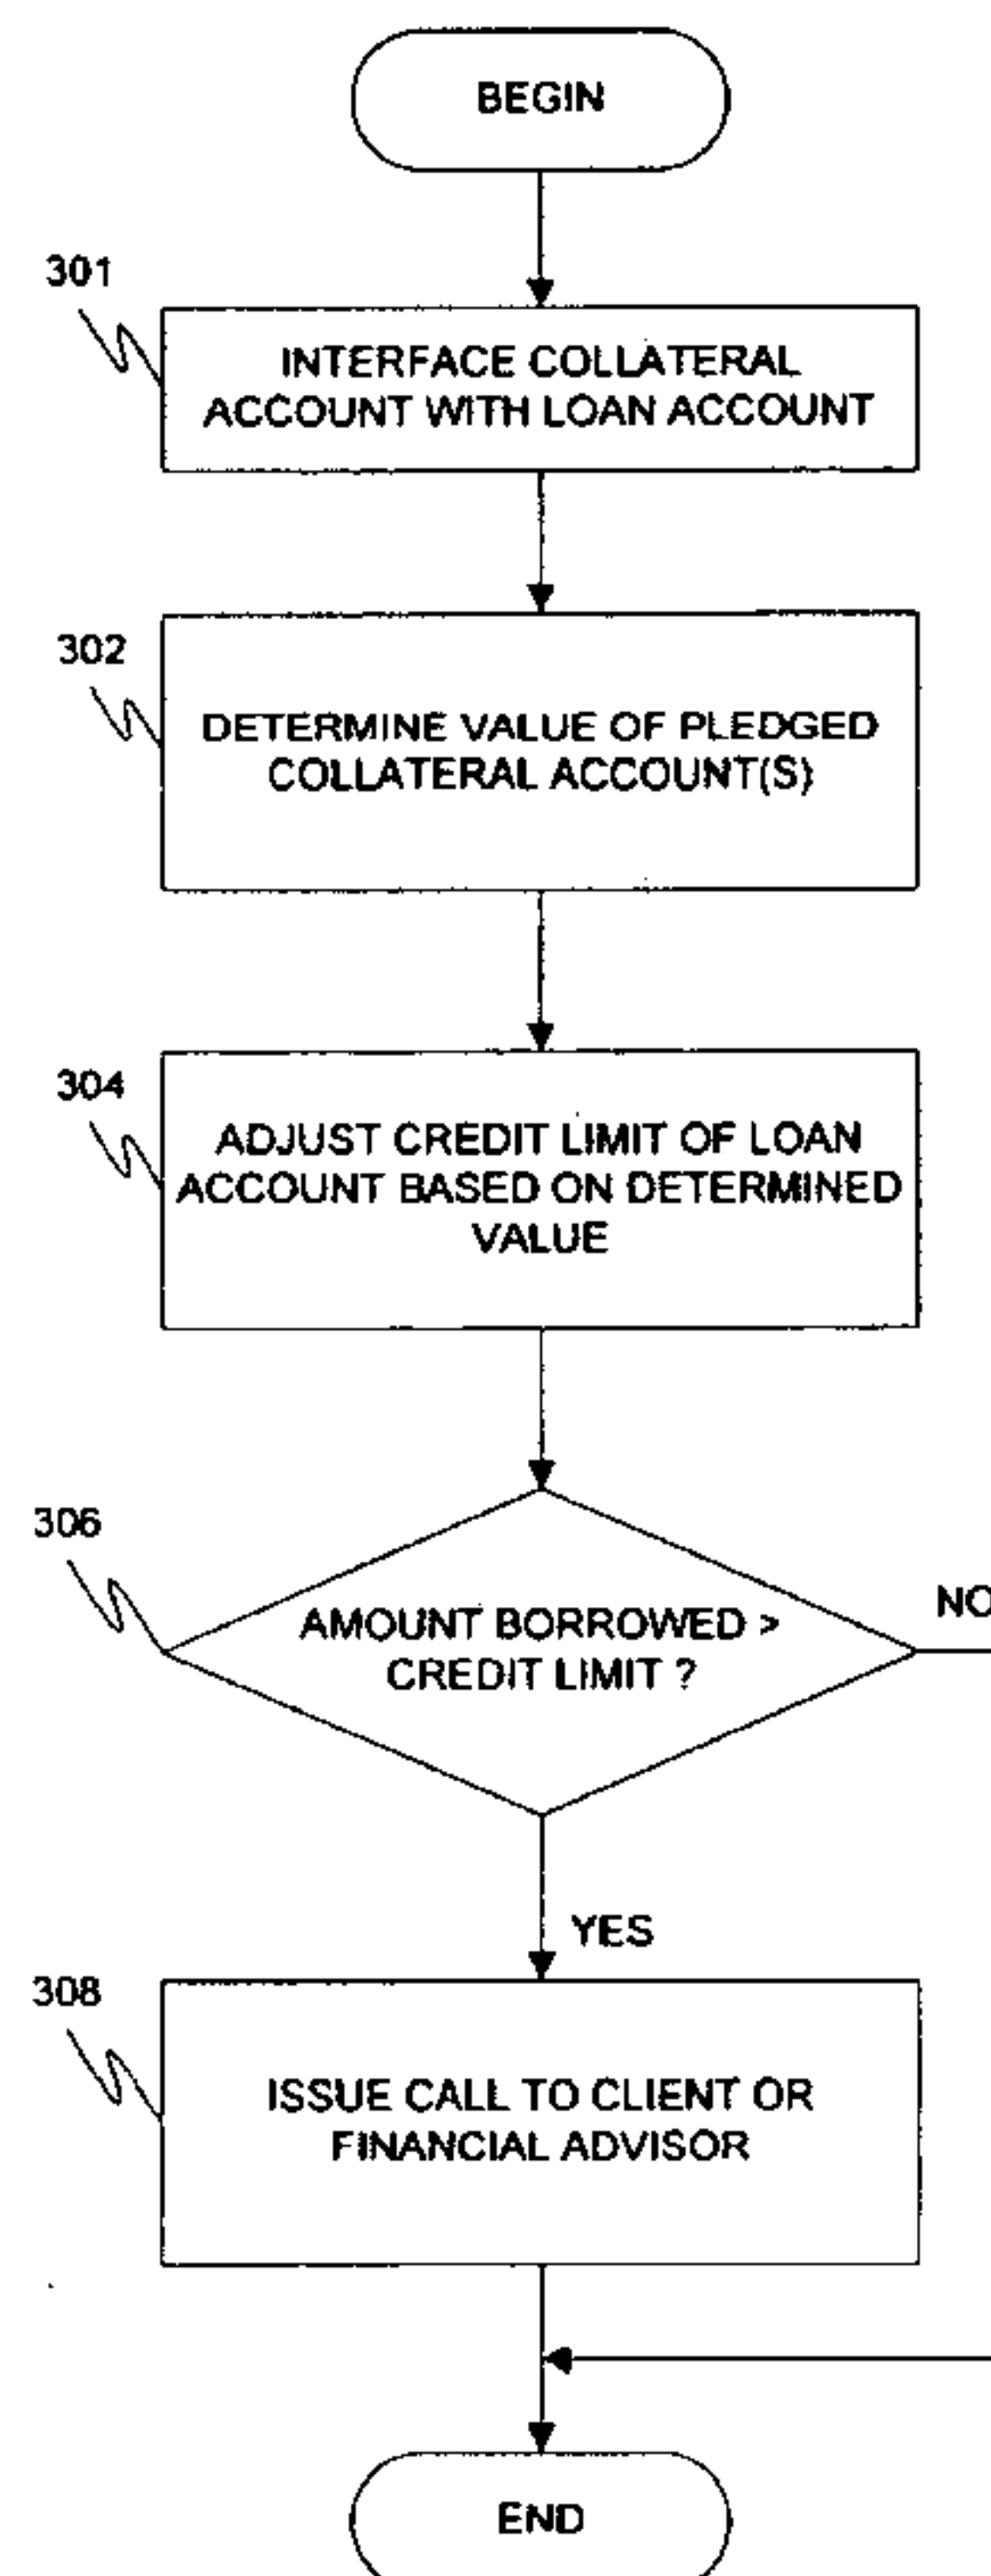 BEGIN
301
INTERFACE COLLATERAL
ACCOUNT WITH LOAN ACCOUNT
302
DETERMINE VALUE OF PLEDGED
COLLATERAL ACCOUNT(S)
304
ADJUST CREDIT LIMIT OF LOAN
ACCOUNT BASED ON DETERMINED
VALUE
306
AMOUNT BORROWED >
CREDIT LIMIT ?
NO
YES
308
ISSUE CALL TO CLIENT OR
FINANCIAL ADVISOR
END